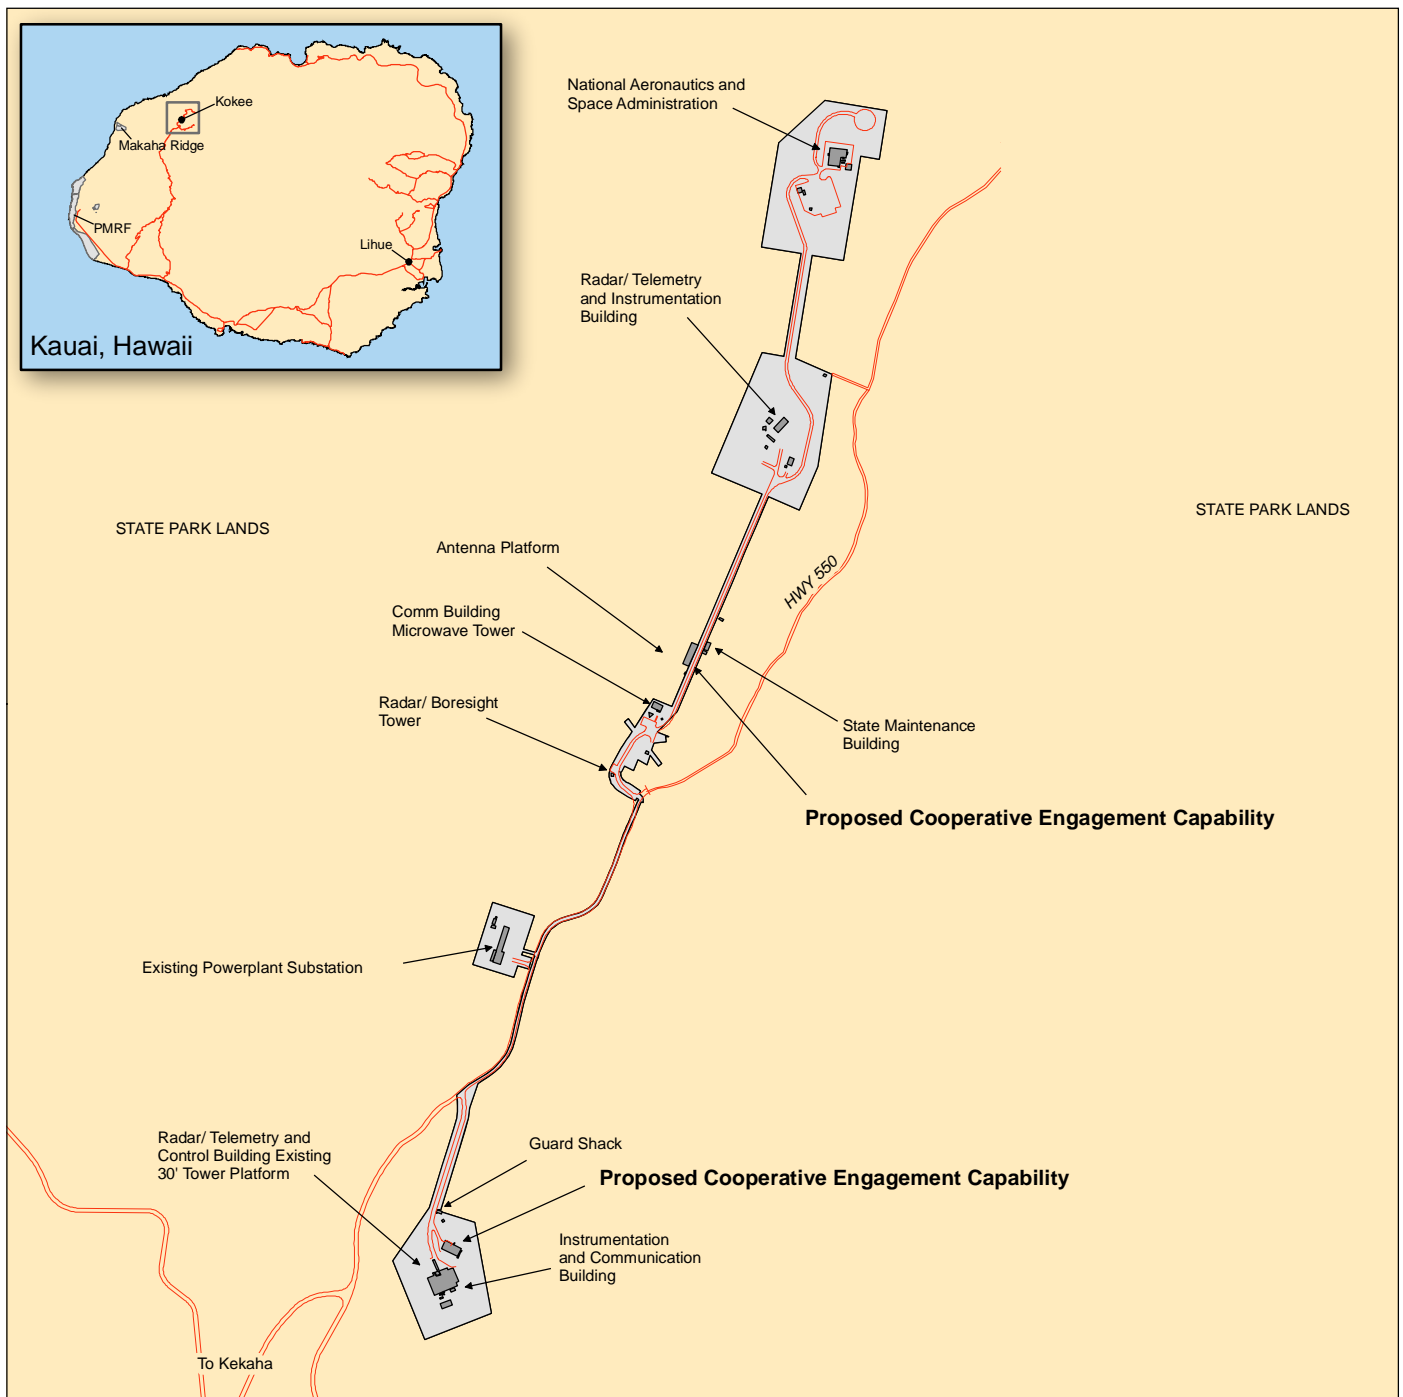 Kokee
Makaha Ridge
PMRF
Lihue
Kauai, Hawaii
National Aeronautics and
Space Administration
Radar/ Telemetry
and Instrumentation
Building
STATE PARK LANDS
STATE PARK LANDS
Antenna Platform
HWY 550
Comm Building
Microwave Tower
Radar/ Boresight
Tower
State Maintenance
Building
Proposed Cooperative Engagement Capability
Existing Powerplant Substation
Radar/ Telemetry and
Control Building Existing
30' Tower Platform
Guard Shack
Proposed Cooperative Engagement Capability
Instrumentation
and Communication
Building
To Kekaha